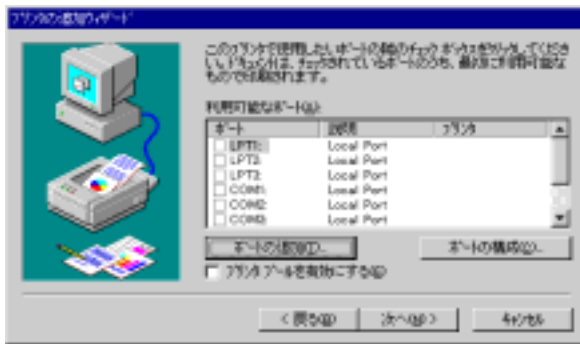 プリンタの追加ウィザード
このプリンタで使用したいポートの横のチェック ボックスをクリックしてくださ
い。ドキュメントは、チェックされているポートのうち、最初に利用可能な
もので印刷されます。
利用可能なポート(A):
ポート 説明 プリンタ
LPT1: Local Port
LPT2: Local Port
LPT3: Local Port
COM1: Local Port
COM2: Local Port
COM3: Local Port
ポートの追加(T)... ポートの構成(C)...
プリンタ プールを有効にする(E)
< 戻る(B) 次へ(N) > キャンセル